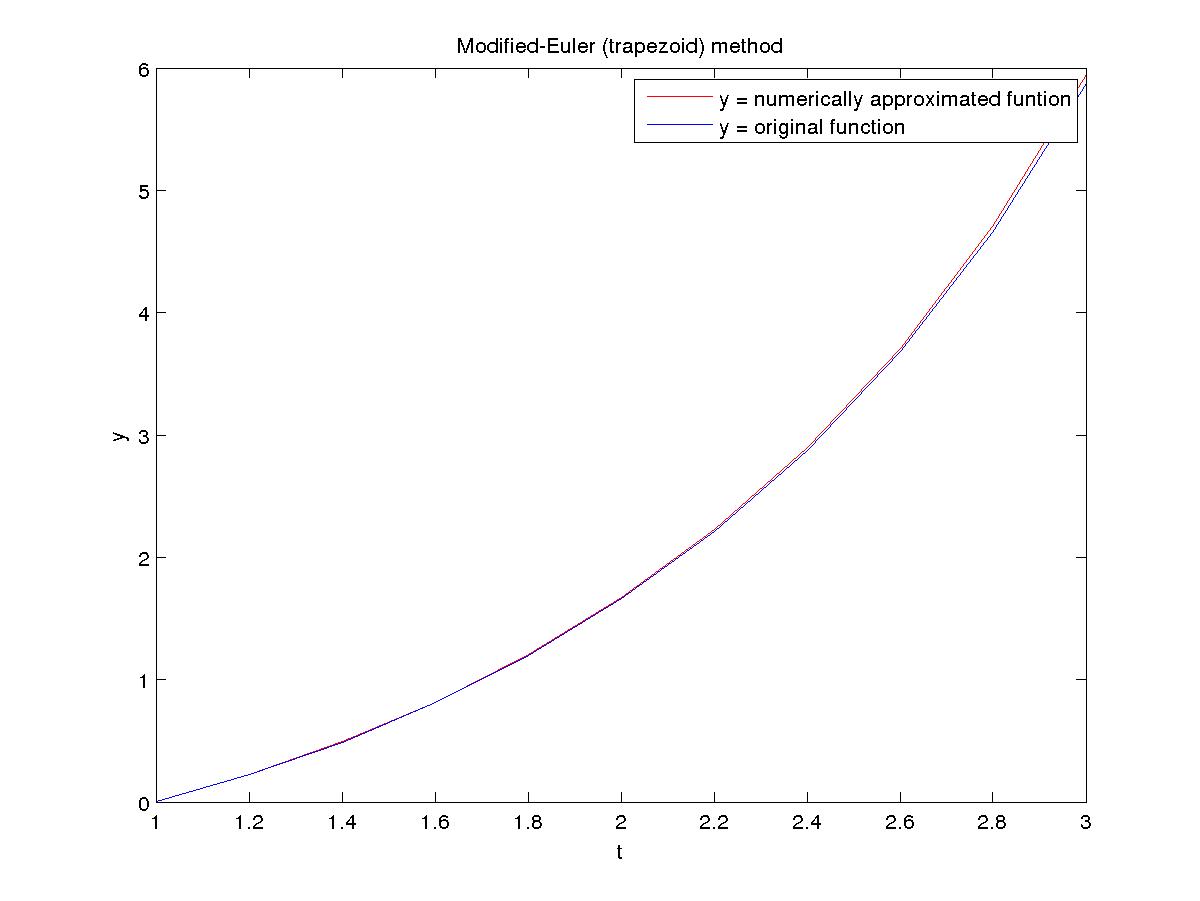 Modified-Euler (trapezoid) method
y = numerically approximated funtion
y = original function
6
5
4
3
2
1
0
y
1 1.2 1.4 1.6 1.8 2 2.2 2.4 2.6 2.8 3
t